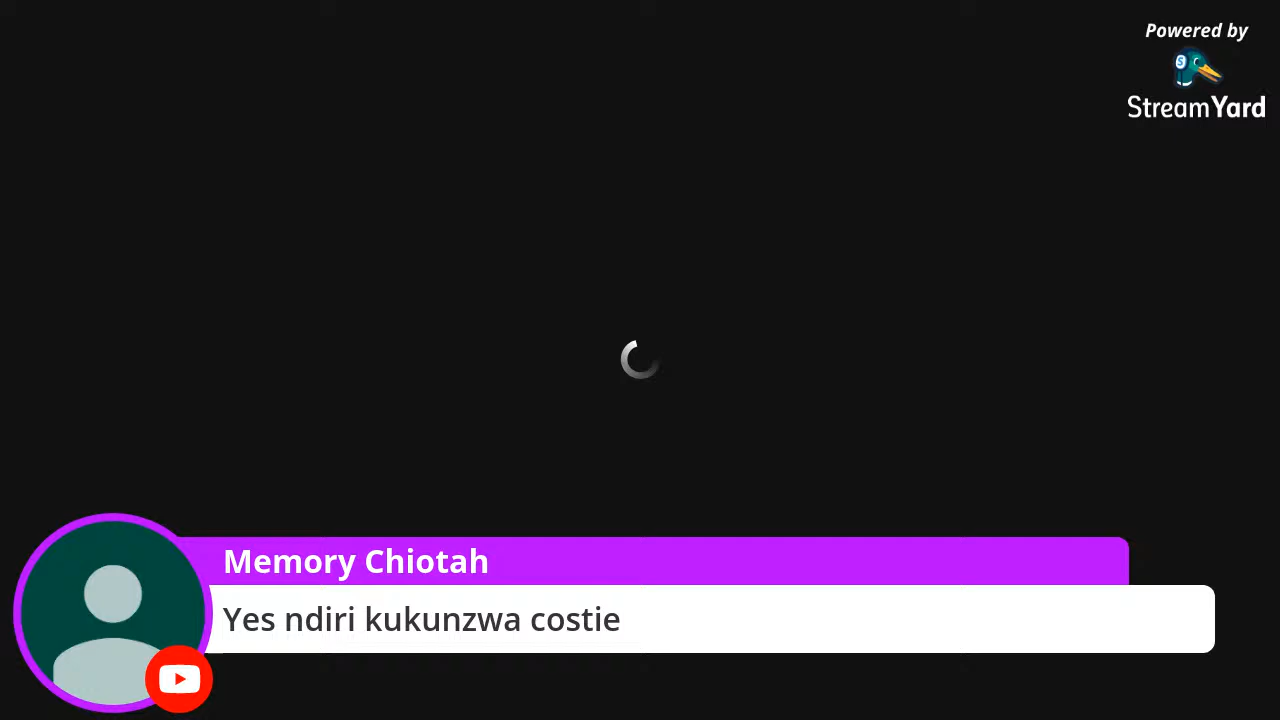 Powered by
StreamYard
Memory Chiotah
Yes ndiri kukunzwa costie